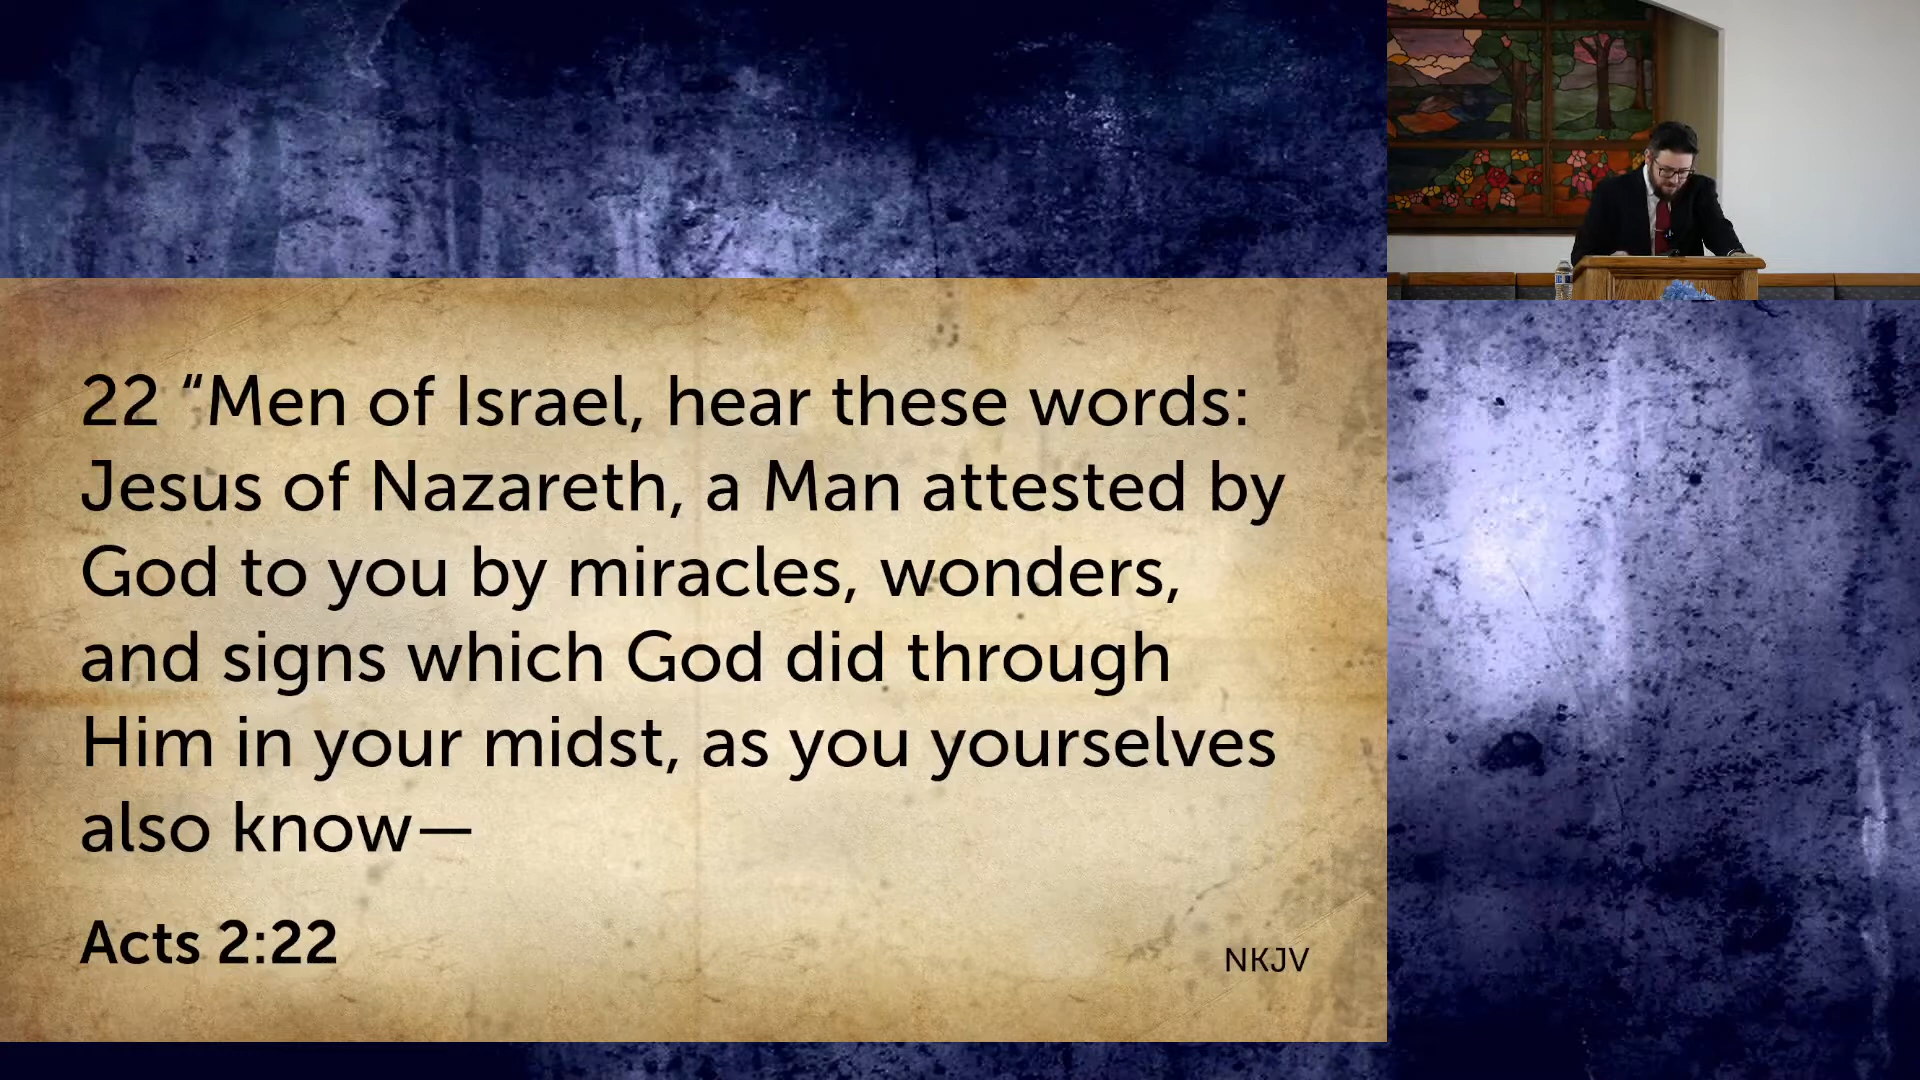 22 “Men of Israel, hear these words:
Jesus of Nazareth, a Man attested by
God to you by miracles, wonders,
and signs which God did through
Him in your midst, as you yourselves
also know—
Acts 2:22
NKJV